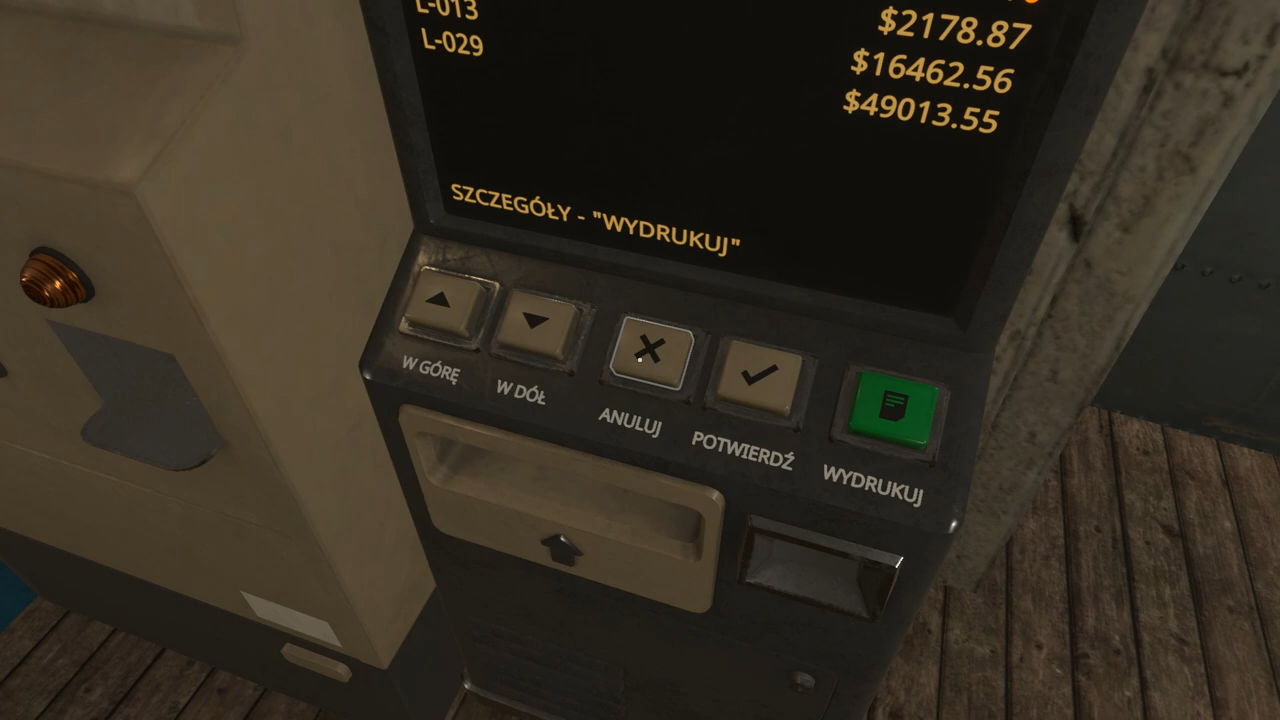 L-013
L-029
$2178.87
$16462.56
$49013.55
SZCZEGÓŁY - "WYDRUKUJ"
W GÓRĘ
W DÓŁ
ANULUJ
POTWIERDŹ
WYDRUKUJ